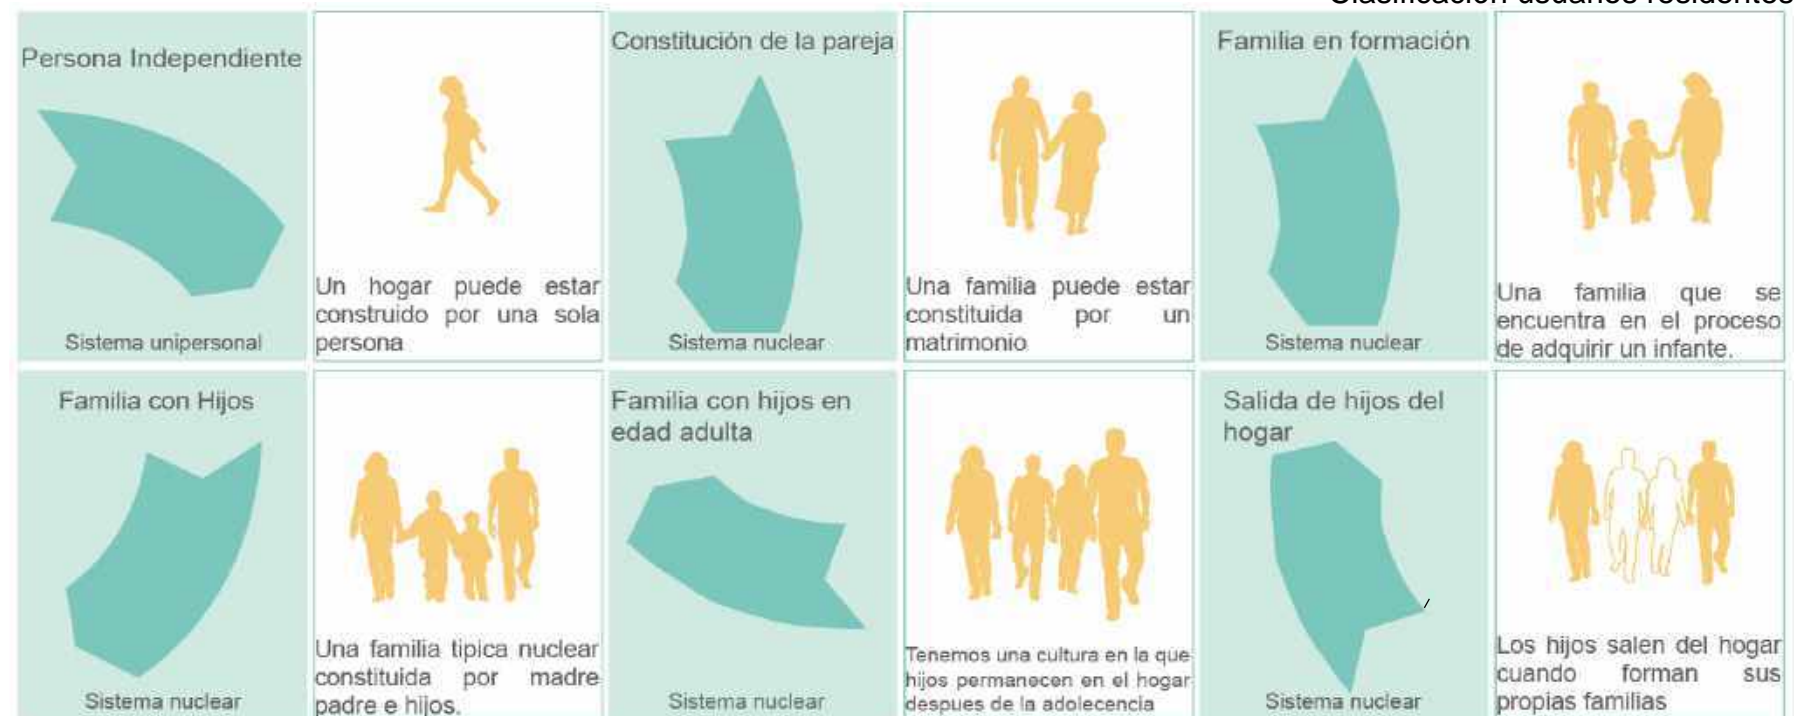 Persona Independiente
Sistema unipersonal
Un hogar puede estar
construido por una sola
persona
Constitución de la pareja
Sistema nuclear
Una familia puede estar
constituida por un
matrimonio
Familia en formación
Sistema nuclear
Una familia que se
encuentra en el proceso
de adquirir un infante.
Familia con Hijos
Sistema nuclear
Una familia tipica nuclear
constituida por madre
padre e hijos.
Familia con hijos en
edad adulta
Sistema nuclear
Tenemos una cultura en la que
hijos permanecen en el hogar
despues de la adolecencia
Salida de hijos del
hogar
Sistema nuclear
Los hijos salen del hogar
cuando forman sus
propias familias